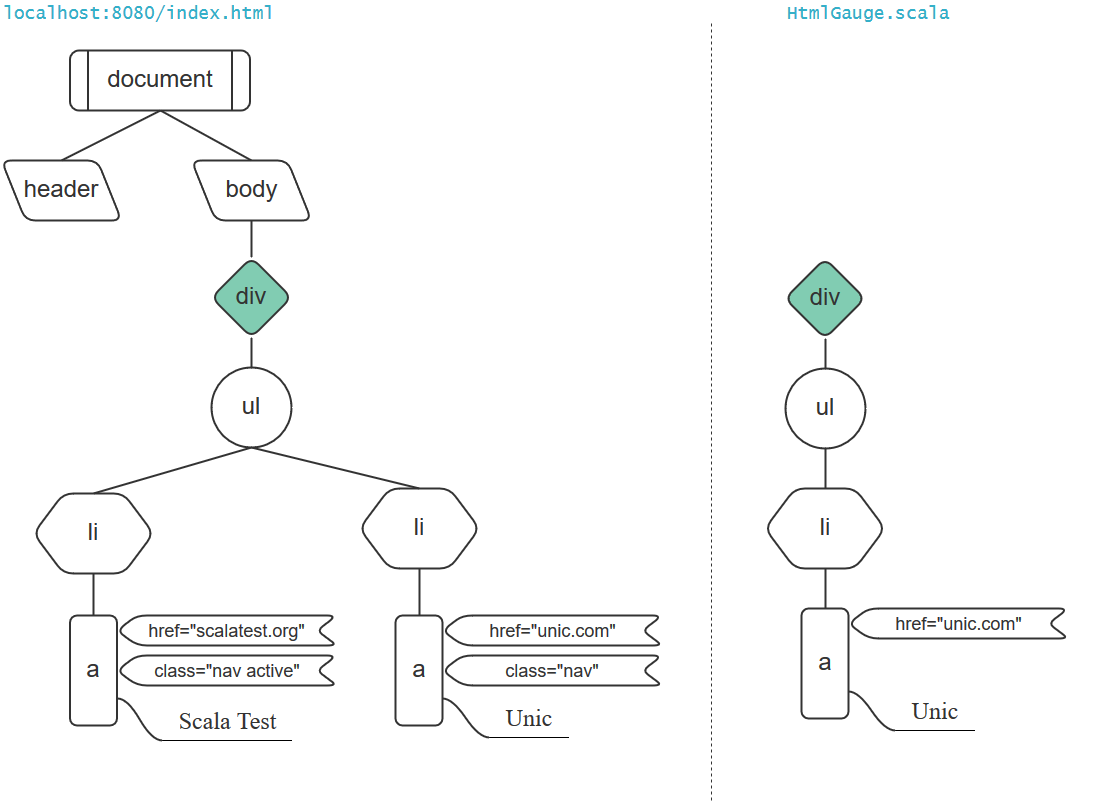 localhost:8080/index.html
HtmlGauge.scala
document
header
body
div
ul
li
li
a
href="scalatest.org"
class="nav active"
Scala Test
a
href="unic.com"
class="nav"
Unic
div
ul
li
a
href="unic.com"
Unic